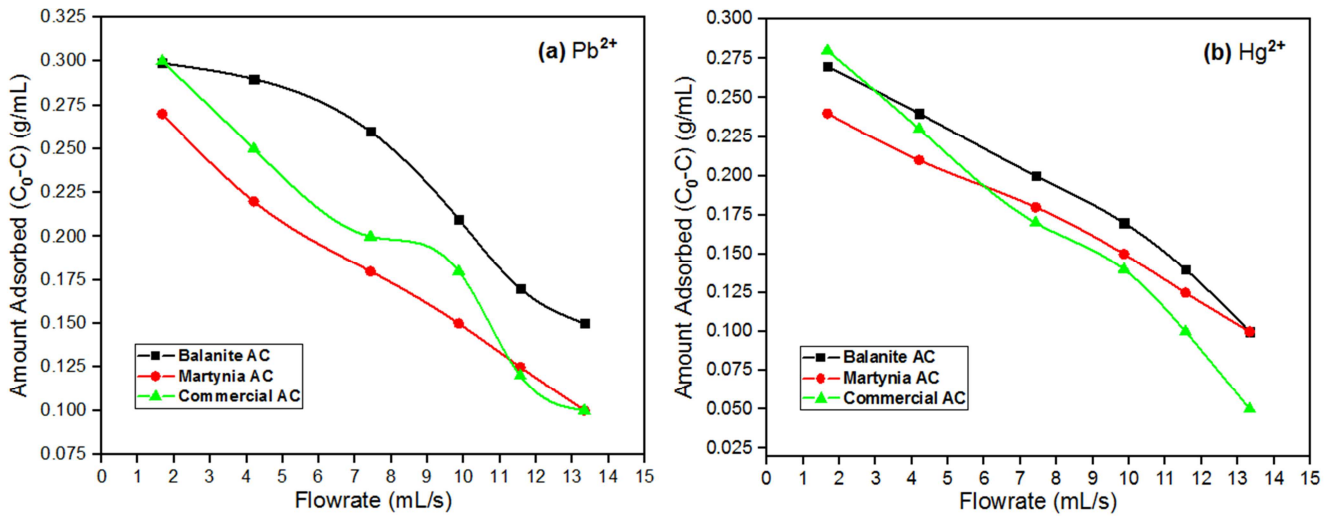 (a) Pb²⁺
Amount Adsorbed (C₀-C) (g/mL)
0.325
0.300
0.275
0.250
0.225
0.200
0.175
0.150
0.125
0.100
0.075
Balanite AC
Martynia AC
Commercial AC
0 1 2 3 4 5 6 7 8 9 10 11 12 13 14 15
Flowrate (mL/s)
(b) Hg²⁺
Amount Adsorbed (C₀-C) (g/mL)
0.300
0.275
0.250
0.225
0.200
0.175
0.150
0.125
0.100
0.075
0.050
0.025
Balanite AC
Martynia AC
Commercial AC
0 1 2 3 4 5 6 7 8 9 10 11 12 13 14 15
Flowrate (mL/s)